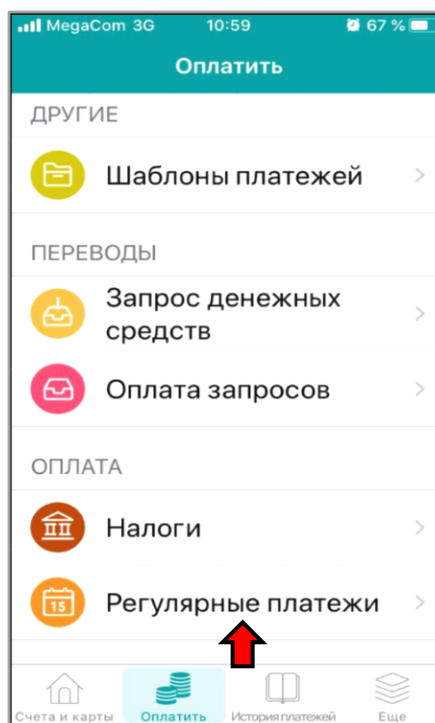 MegaCom 3G 10:59 67 %
Оплатить
ДРУГИЕ
Шаблоны платежей
ПЕРЕВОДЫ
Запрос денежных
средств
Оплата запросов
ОПЛАТА
Налоги
15
Регулярные платежи
Счета и карты Оплатить История платежей Еще